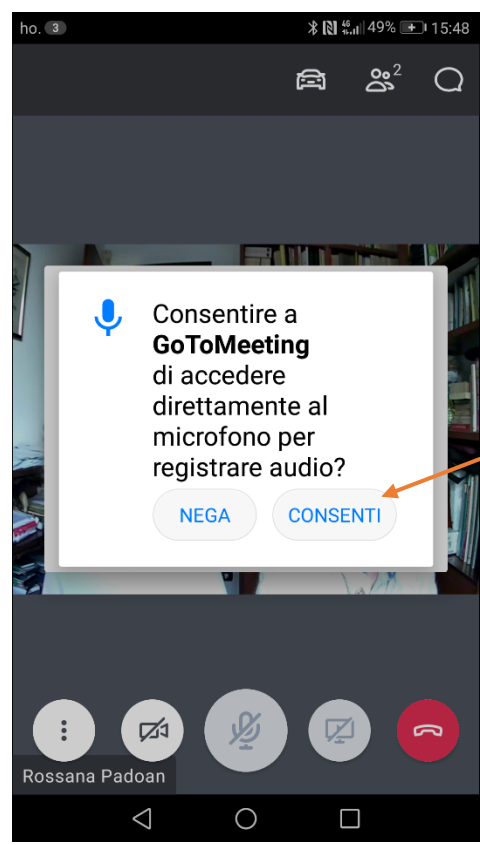 ho. 3 4G 49% 15:48
2
Consentire a
GoToMeeting
di accedere
direttamente al
microfono per
registrare audio?
NEGA CONSENTI
Rossana Padoan